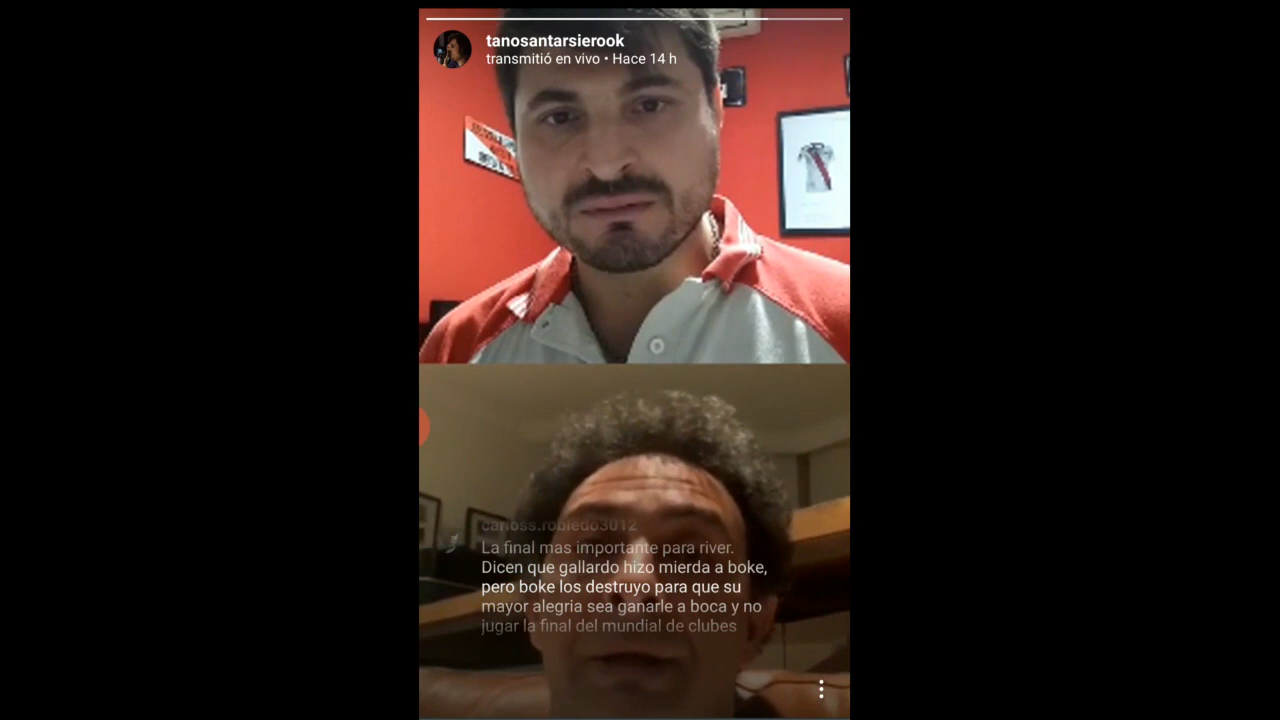 tanosantarsierook
transmitió en vivo • Hace 14 h
carloss.robledo3012
La final mas importante para river.
Dicen que gallardo hizo mierda a boke,
pero boke los destruyo para que su
mayor alegria sea ganarle a boca y no
jugar la final del mundial de clubes